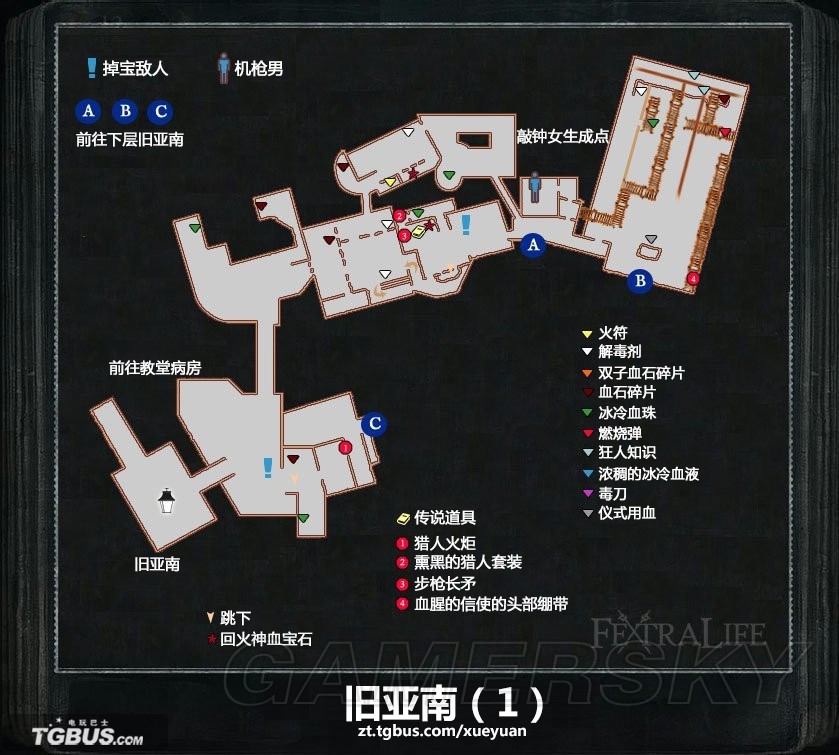 掉宝敌人
机枪男
A B C
前往下层旧亚南
敲钟女生成点
A
B
2
3
4
前往教堂病房
C
1
旧亚南
火符
解毒剂
双子血石碎片
血石碎片
冰冷血珠
燃烧弹
狂人知识
浓稠的冰冷血液
毒刀
仪式用血
传说道具
1 猎人火炬
2 熏黑的猎人套装
3 步枪长矛
4 血腥的信使的头部绷带
跳下
回火神血宝石
FEXTRALIFE
GAMERSKY
旧亚南（1）
电玩巴士
TGBUS.COM
zt.tgbus.com/xueyuan